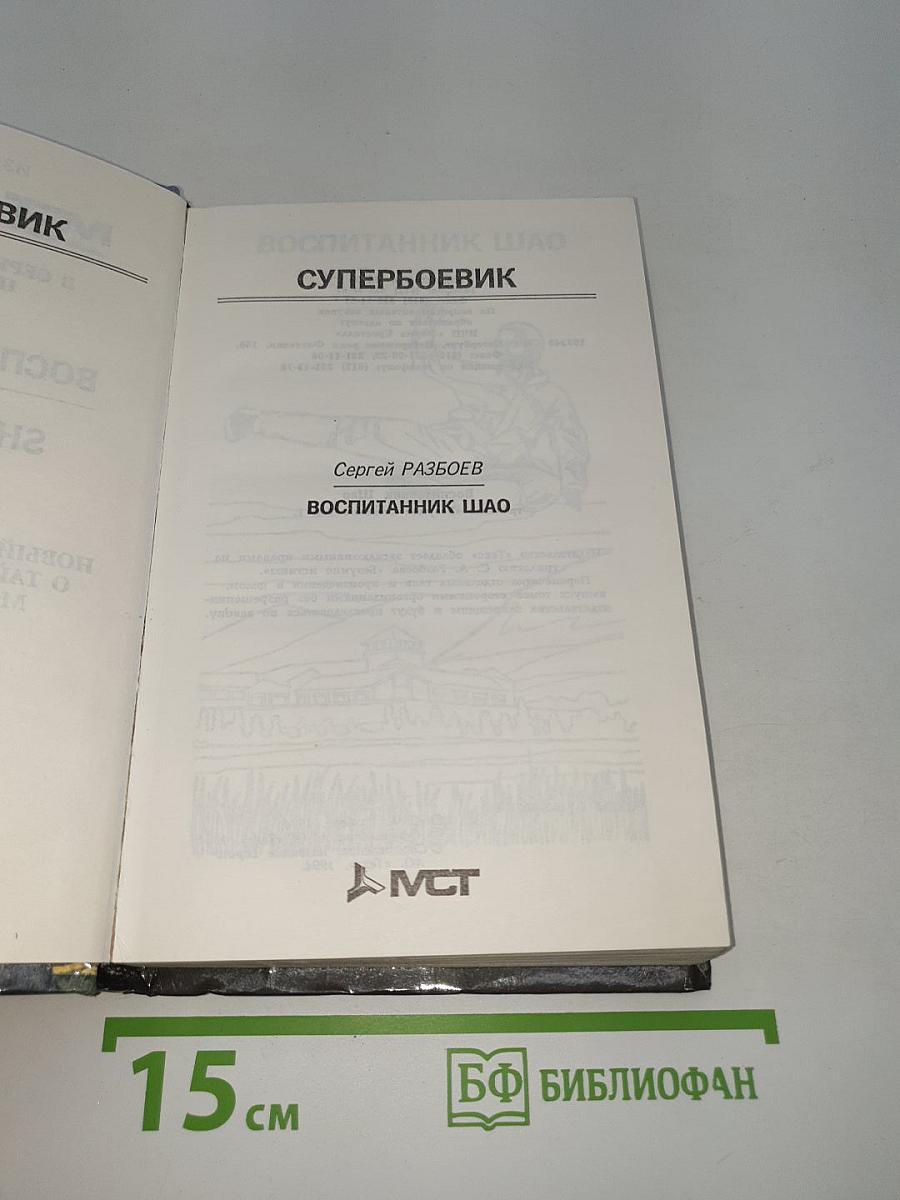 ВИК
СУПЕРБОЕВИК
Сергей РАЗБОЕВ
ВОСПИТАННИК ШАО
МСТ
15 см
БФ БИБЛИОФАН